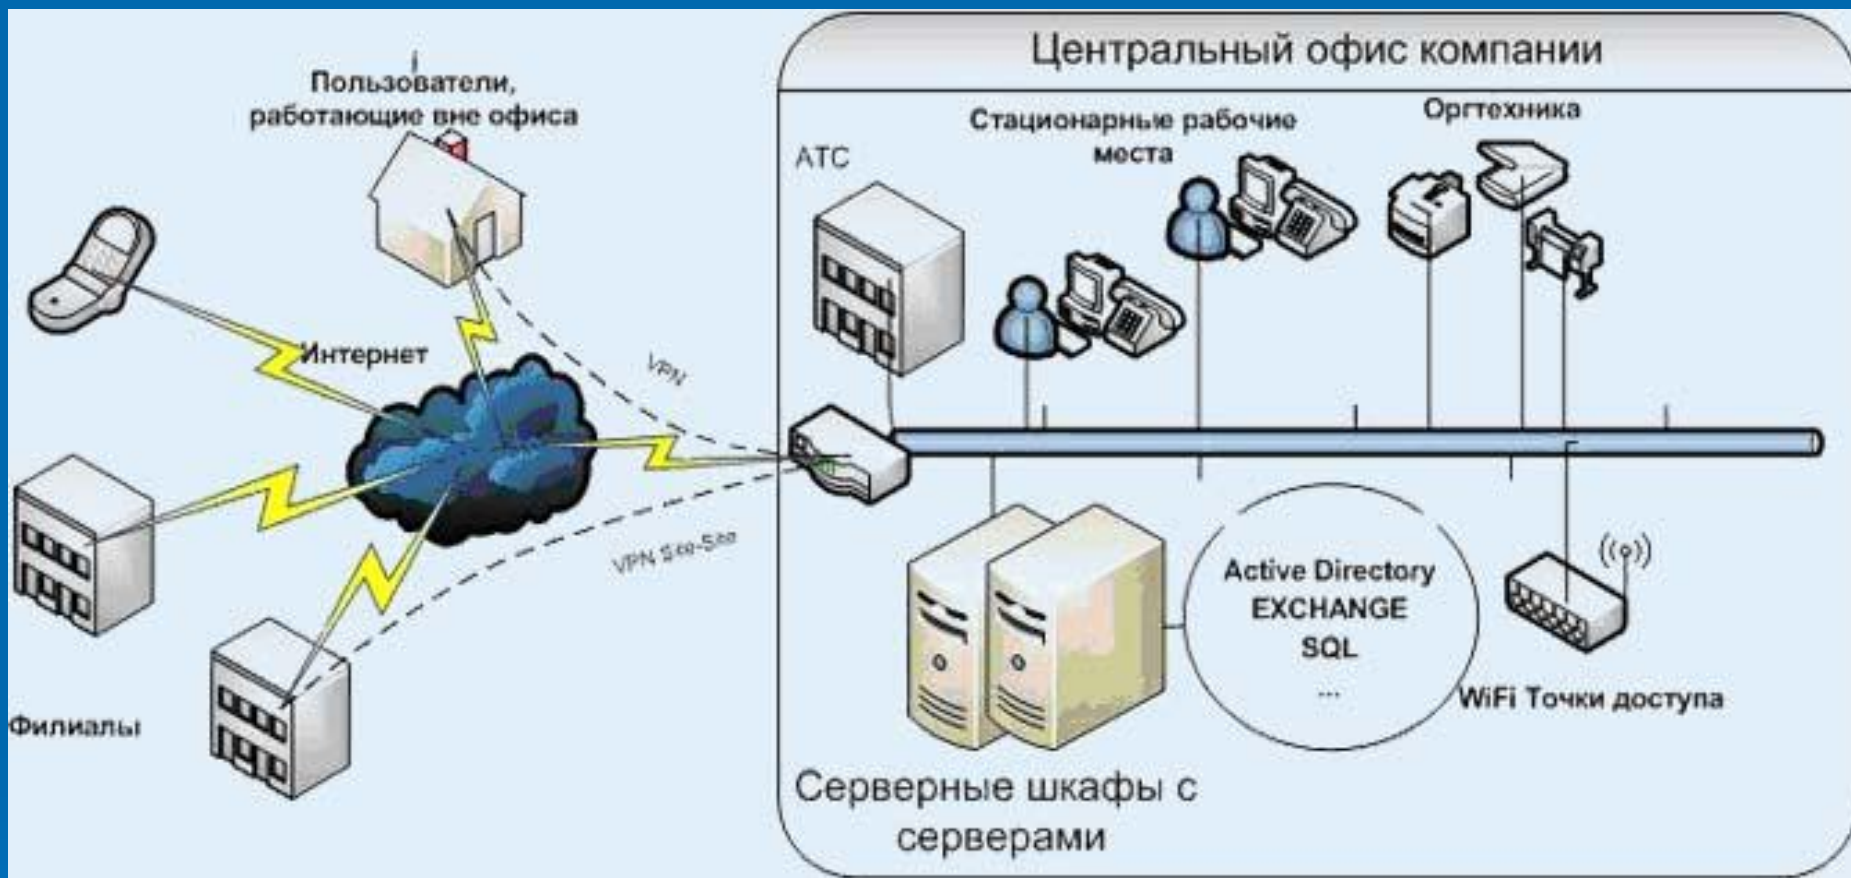 Центральный офис компании
Пользователи,
работающие вне офиса
Стационарные рабочие
места
Оргтехника
АТС
Интернет
VPN
VPN Site-Site
Active Directory
EXCHANGE
SQL
...
WiFi Точки доступа
Филиалы
Серверные шкафы с
серверами